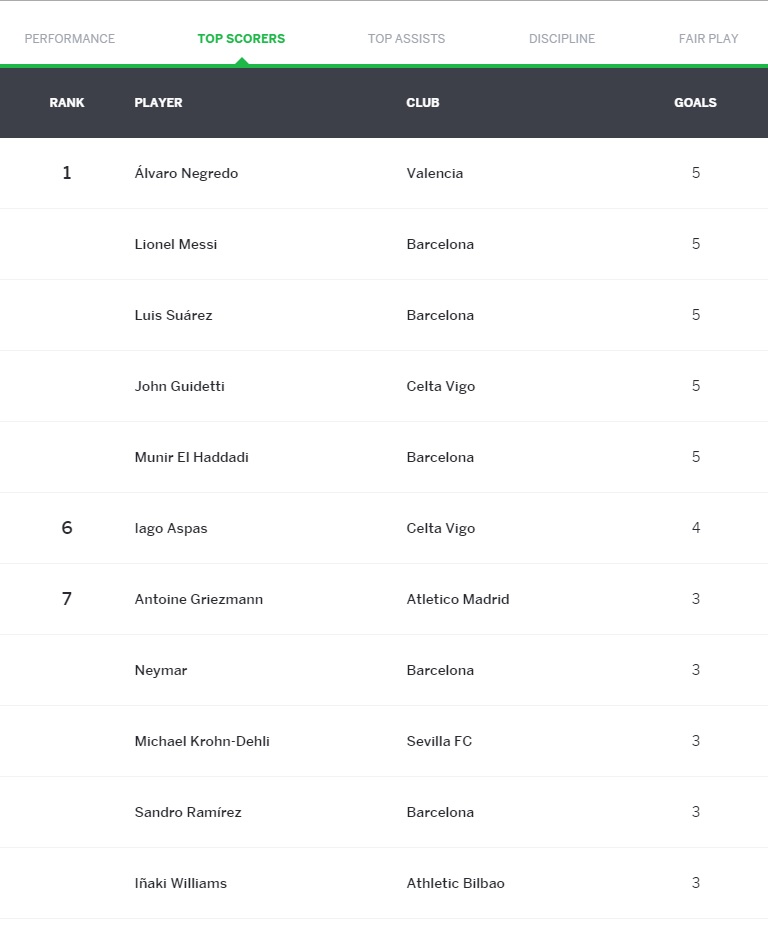 PERFORMANCE TOP SCORERS TOP ASSISTS DISCIPLINE FAIR PLAY
RANK PLAYER CLUB GOALS
1 Álvaro Negredo Valencia 5
Lionel Messi Barcelona 5
Luis Suárez Barcelona 5
John Guidetti Celta Vigo 5
Munir El Haddadi Barcelona 5
6 Iago Aspas Celta Vigo 4
7 Antoine Griezmann Atletico Madrid 3
Neymar Barcelona 3
Michael Krohn-Dehli Sevilla FC 3
Sandro Ramírez Barcelona 3
Iñaki Williams Athletic Bilbao 3